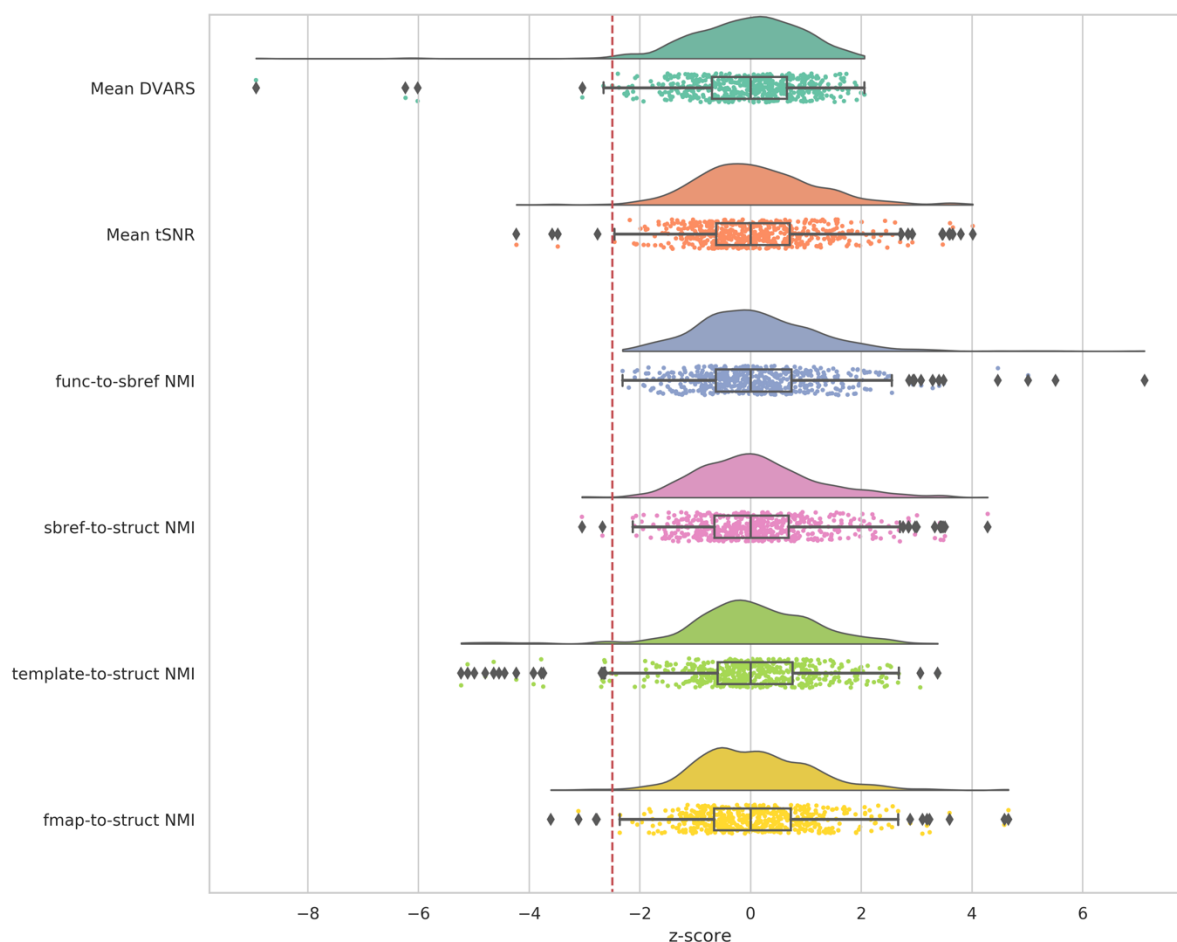 Mean DVARS
Mean tSNR
func-to-sbref NMI
sbref-to-struct NMI
template-to-struct NMI
fmap-to-struct NMI
−8 −6 −4 −2 0 2 4 6
z-score